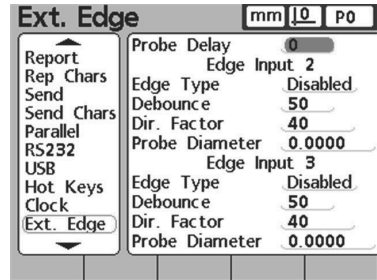 Ext. Edge
mm
0
P0
Report
Rep Chars
Send
Send Chars
Parallel
RS232
USB
Hot Keys
Clock
Ext. Edge
Probe Delay 0
Edge Input 2
Edge Type Disabled
Debounce 50
Dir. Factor 40
Probe Diameter 0.0000
Edge Input 3
Edge Type Disabled
Debounce 50
Dir. Factor 40
Probe Diameter 0.0000